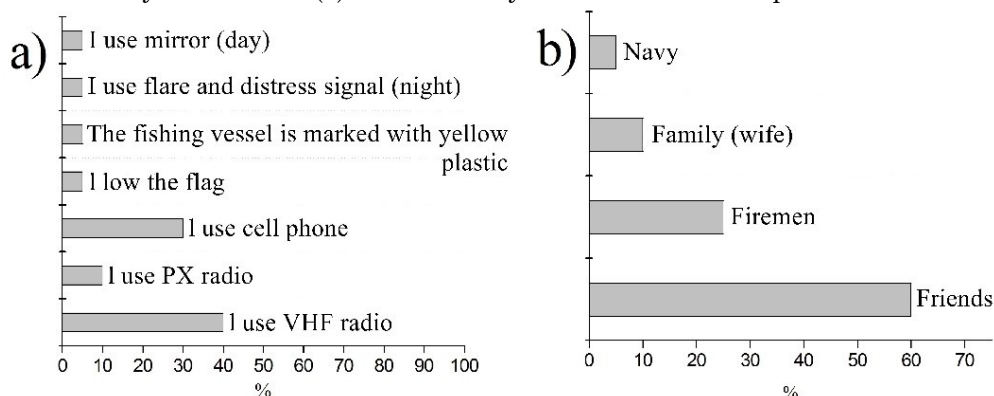 a)
I use mirror (day)
I use flare and distress signal (night)
The fishing vessel is marked with yellow
plastic
I low the flag
I use cell phone
I use PX radio
I use VHF radio
0 10 20 30 40 50 60 70 80 90 100
%
b)
Navy
Family (wife)
Firemen
Friends
0 10 20 30 40 50 60 70
%